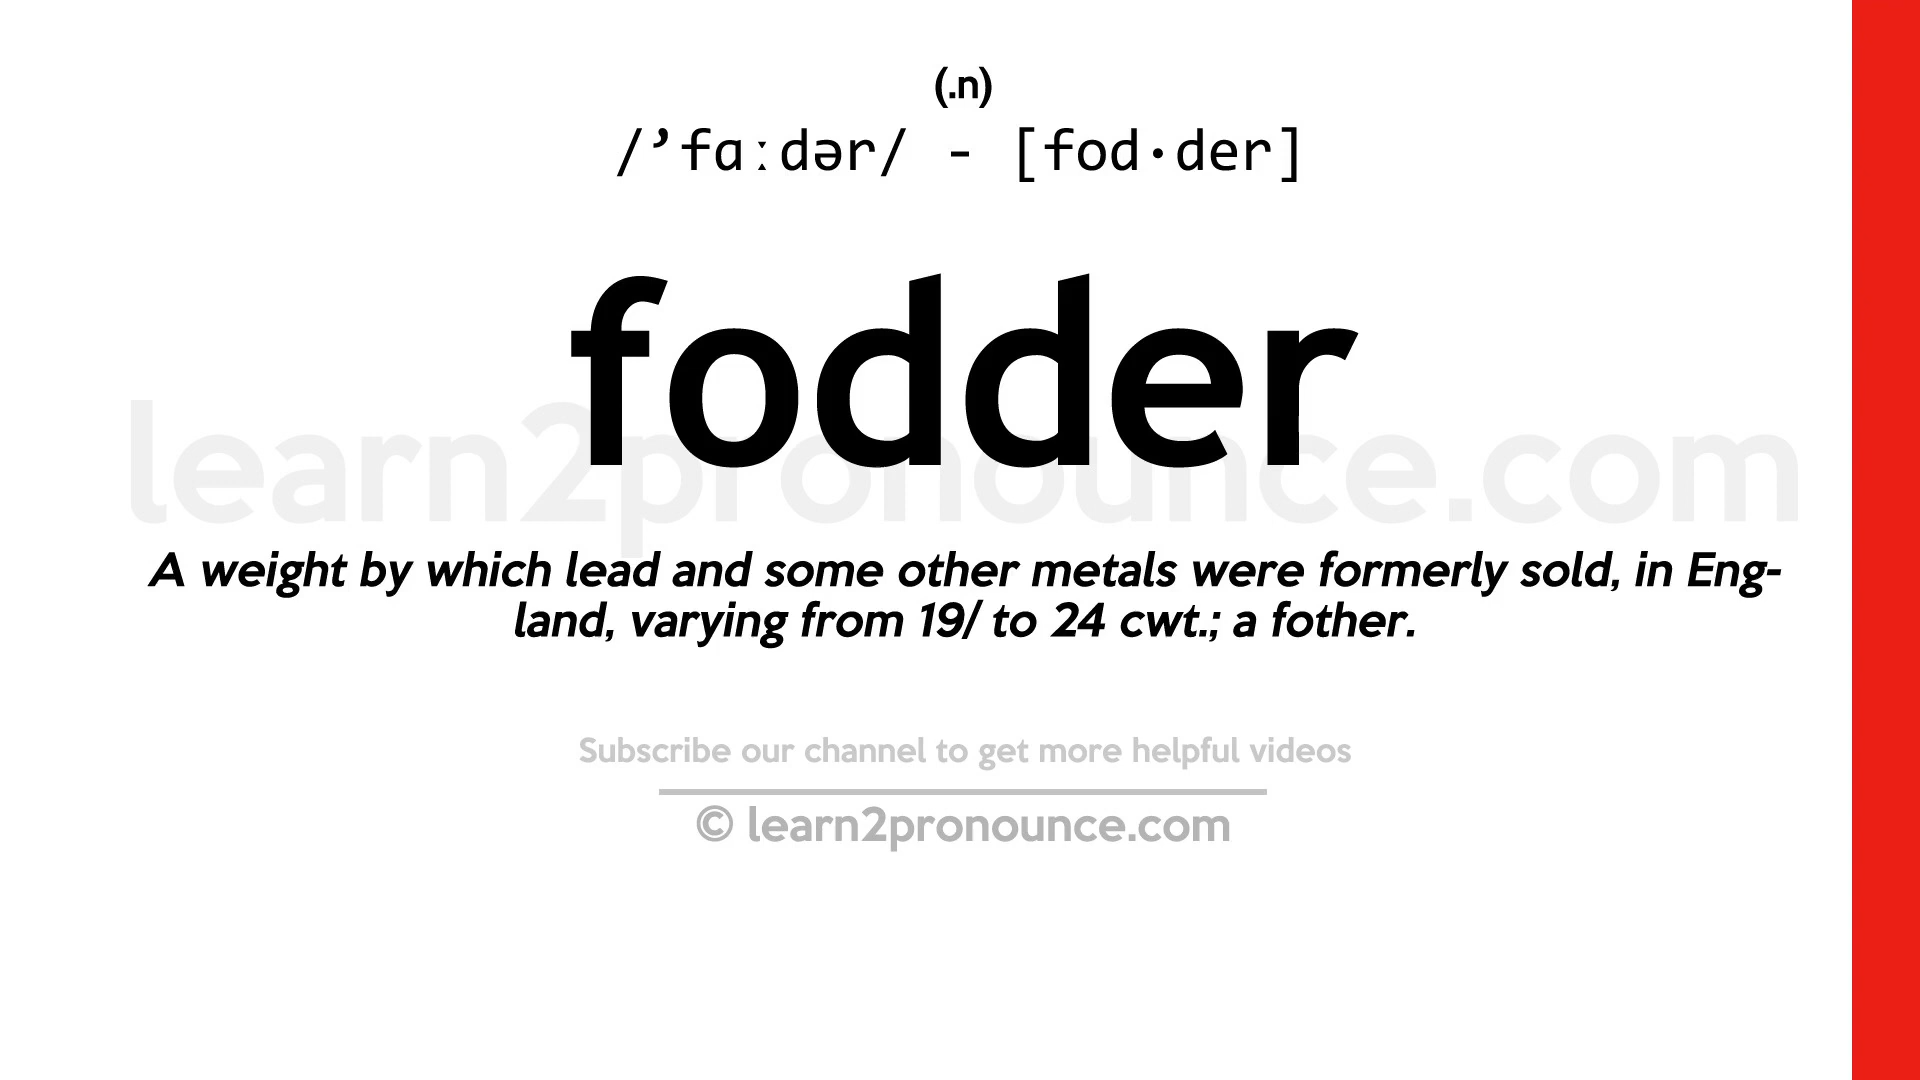 (.n)
/’fɑːdər/ - [fod·der]
fodder
learn2pronounce.com
A weight by which lead and some other metals were formerly sold, in Eng-
land, varying from 19/ to 24 cwt.; a fother.
Subscribe our channel to get more helpful videos
© learn2pronounce.com